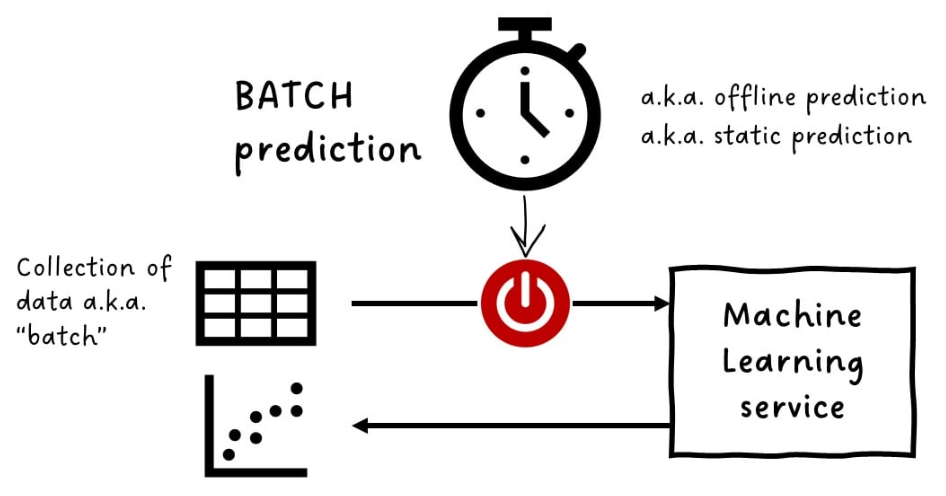 BATCH
prediction
a.k.a. offline prediction
a.k.a. static prediction
Collection of
data a.k.a.
“batch”
Machine
Learning
service